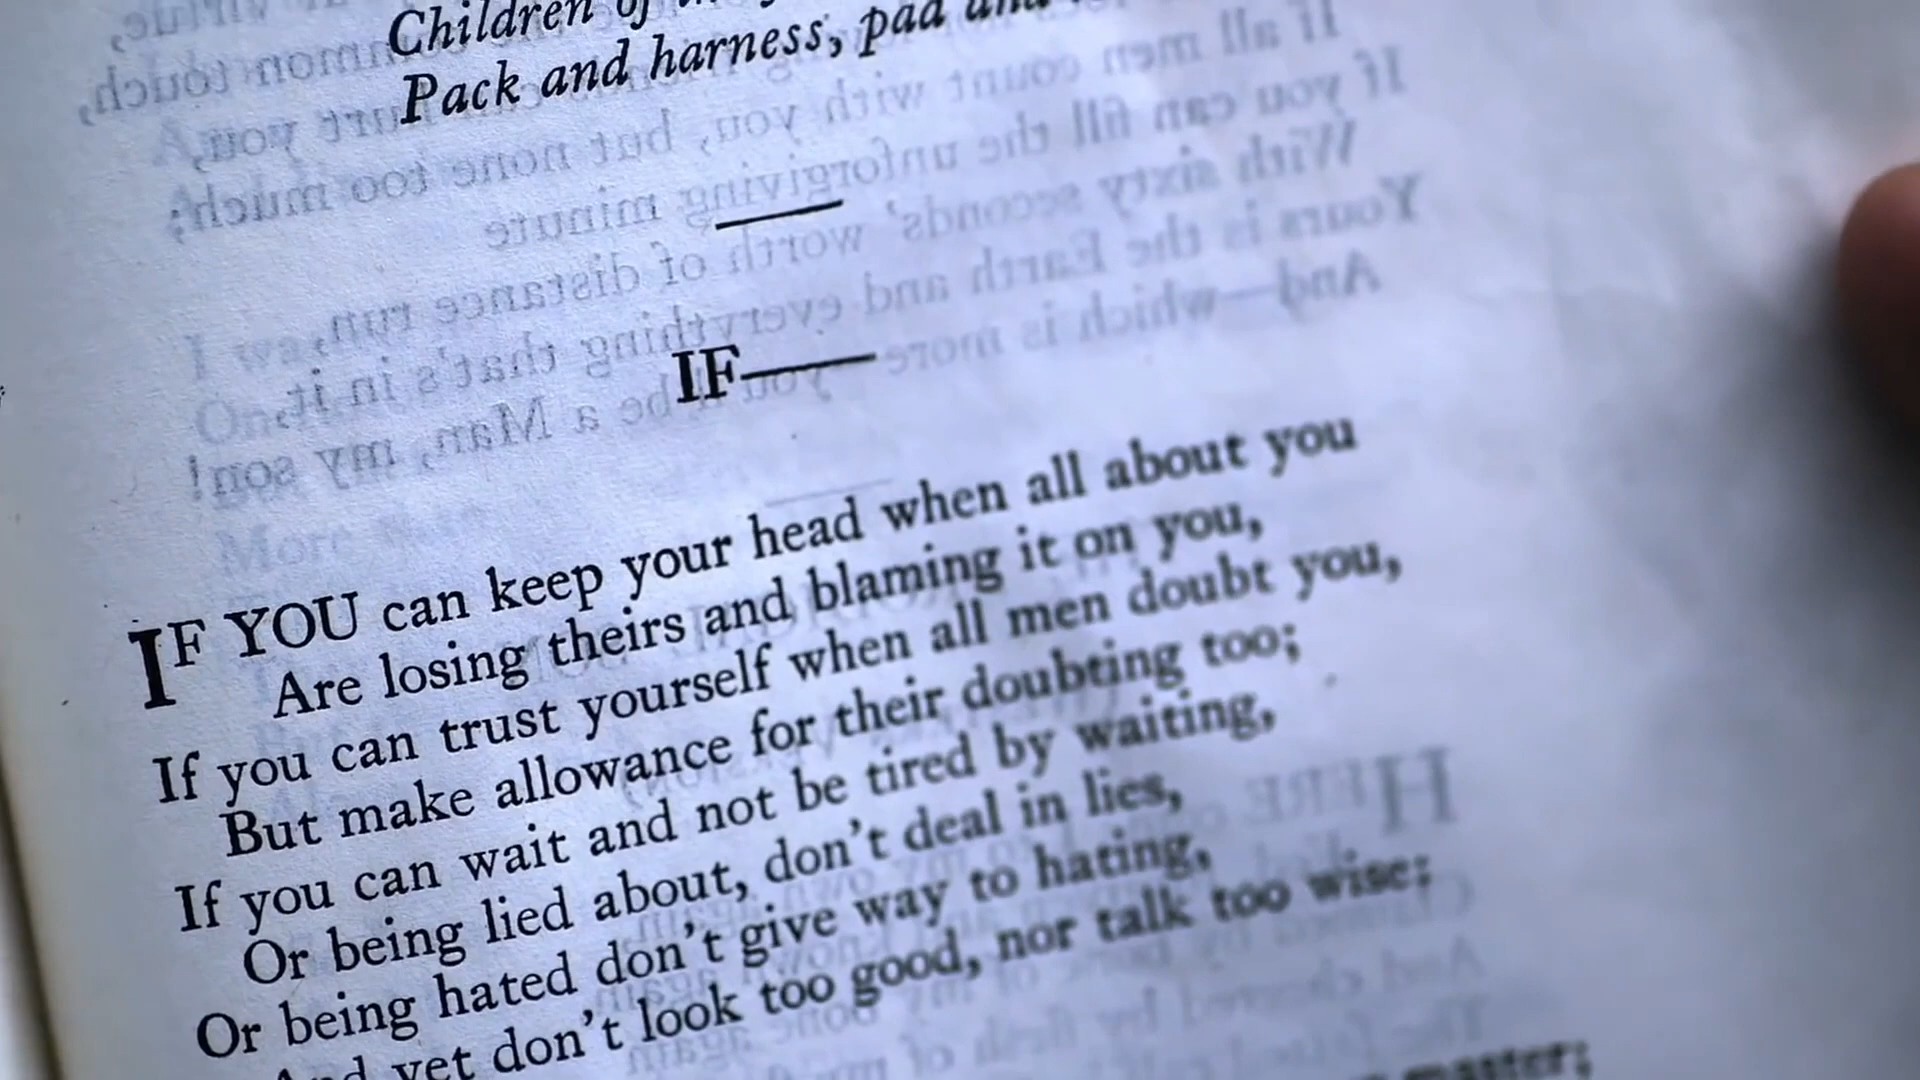 Children of
Pack and harness, pad and
IF——
IF YOU can keep your head when all about you
Are losing theirs and blaming it on you,
If you can trust yourself when all men doubt you,
But make allowance for their doubting too;
If you can wait and not be tired by waiting,
Or being lied about, don't deal in lies,
Or being hated don't give way to hating,
And yet don't look too good, nor talk too wise:
master;